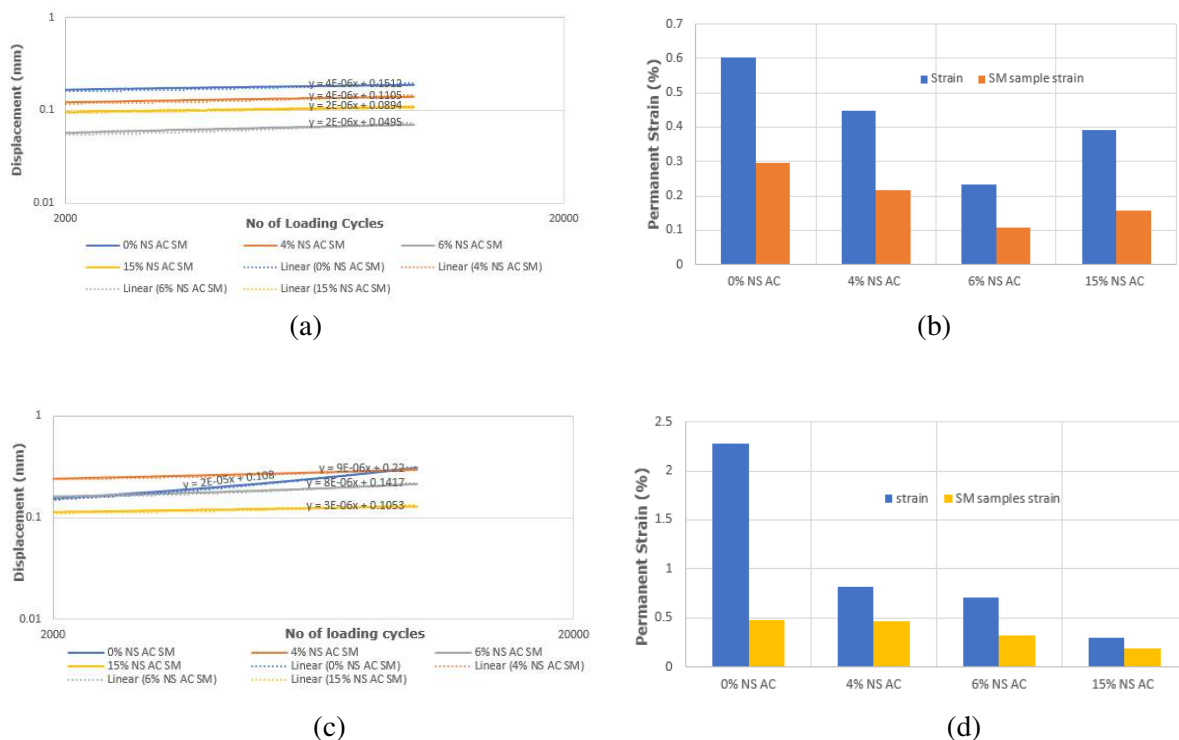 1
0.1
0.01
Displacement (mm)
y = 4E-06x + 0.1512
y = 4E-06x + 0.1105
y = 2E-06x + 0.0894
y = 2E-06x + 0.0495
2000
20000
No of Loading Cycles
0% NS AC SM
4% NS AC SM
6% NS AC SM
15% NS AC SM
Linear (0% NS AC SM)
Linear (4% NS AC SM)
Linear (6% NS AC SM)
Linear (15% NS AC SM)
(a)
0.7
0.6
0.5
0.4
0.3
0.2
0.1
0
Permanent Strain (%)
Strain
SM sample strain
0% NS AC
4% NS AC
6% NS AC
15% NS AC
(b)
1
0.1
0.01
Displacement (mm)
y = 9E-06x + 0.22
y = 2E-05x + 0.108
y = 8E-06x + 0.1417
y = 3E-06x + 0.1053
2000
20000
No of loading cycles
0% NS AC SM
4% NS AC SM
6% NS AC SM
15% NS AC SM
Linear (0% NS AC SM)
Linear (4% NS AC SM)
Linear (6% NS AC SM)
Linear (15% NS AC SM)
(c)
2.5
2
1.5
1
0.5
0
Permanent Strain (%)
strain
SM samples strain
0% NS AC
4% NS AC
6% NS AC
15% NS AC
(d)